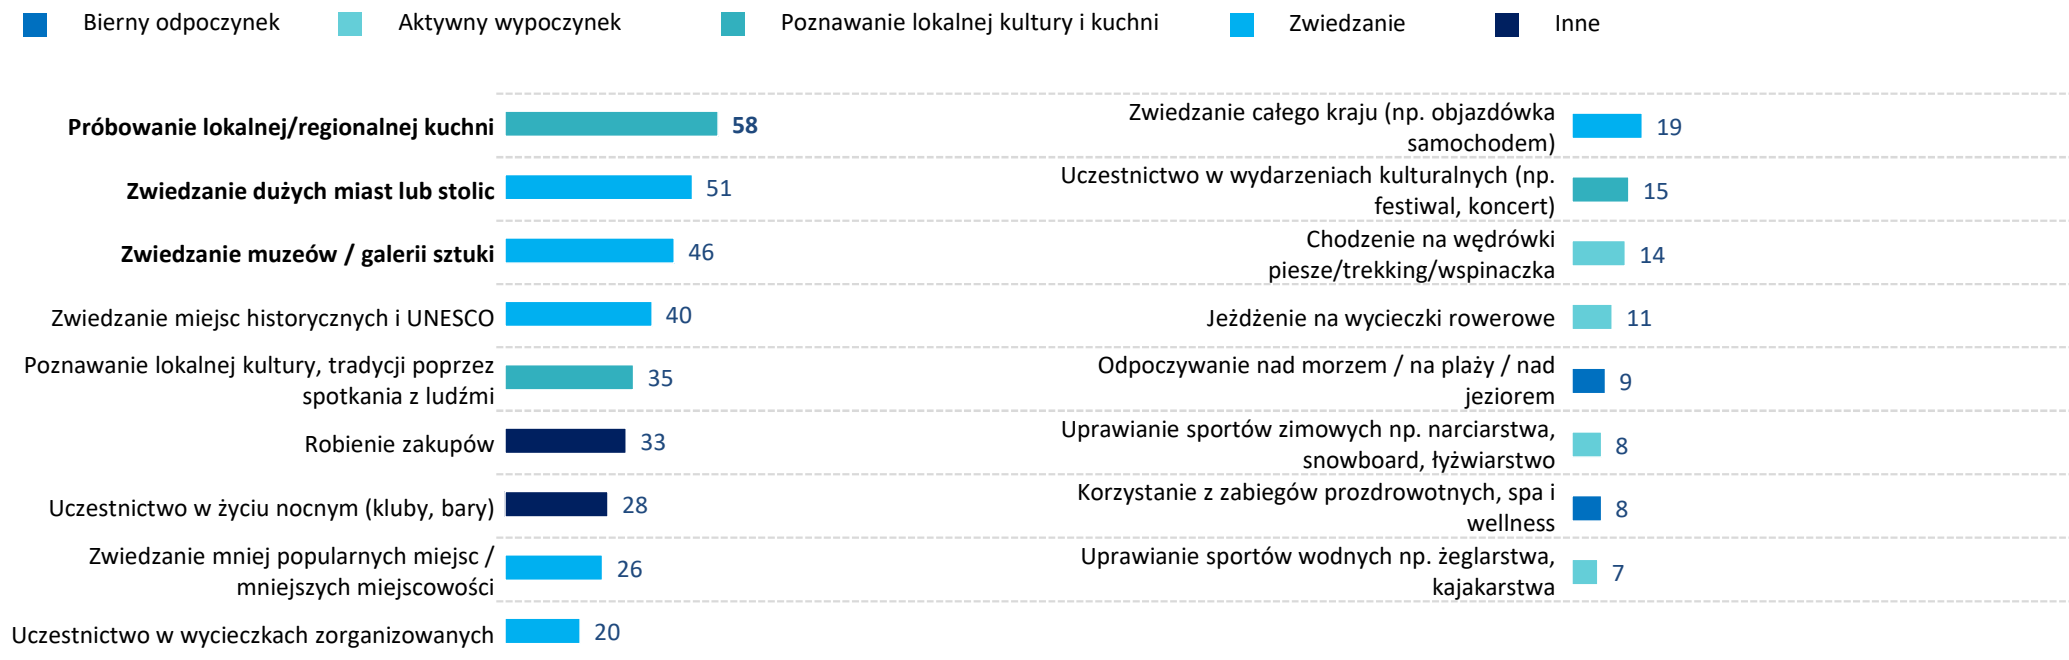 Bierny odpoczynek
Aktywny wypoczynek
Poznawanie lokalnej kultury i kuchni
Zwiedzanie
Inne
Próbowanie lokalnej/regionalnej kuchni
58
Zwiedzanie dużych miast lub stolic
51
Zwiedzanie muzeów / galerii sztuki
46
Zwiedzanie miejsc historycznych i UNESCO
40
Poznawanie lokalnej kultury, tradycji poprzez
spotkania z ludźmi
35
Robienie zakupów
33
Uczestnictwo w życiu nocnym (kluby, bary)
28
Zwiedzanie mniej popularnych miejsc /
mniejszych miejscowości
26
Uczestnictwo w wycieczkach zorganizowanych
20
Zwiedzanie całego kraju (np. objazdówka
samochodem)
19
Uczestnictwo w wydarzeniach kulturalnych (np.
festiwal, koncert)
15
Chodzenie na wędrówki
piesze/trekking/wspinaczka
14
Jeżdżenie na wycieczki rowerowe
11
Odpoczywanie nad morzem / na plaży / nad
jeziorem
9
Uprawianie sportów zimowych np. narciarstwa,
snowboard, łyżwiarstwo
8
Korzystanie z zabiegów prozdrowotnych, spa i
wellness
8
Uprawianie sportów wodnych np. żeglarstwa,
kajakarstwa
7